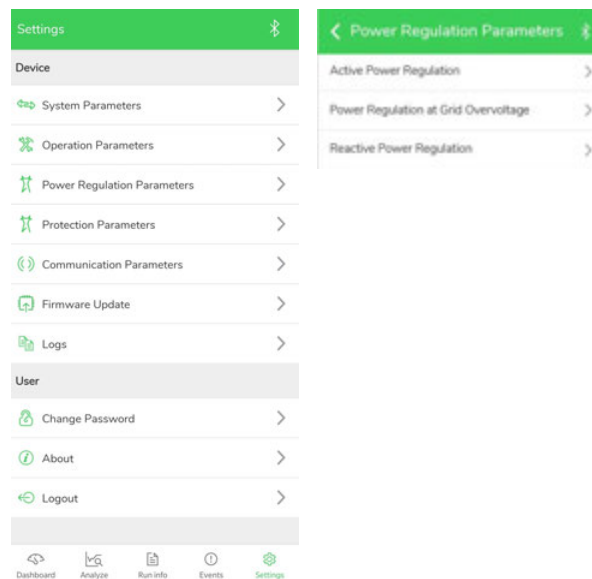 Settings
Device
System Parameters
Operation Parameters
Power Regulation Parameters
Protection Parameters
Communication Parameters
Firmware Update
Logs
User
Change Password
About
Logout
Dashboard Analyze Run info Events Settings
Power Regulation Parameters
Active Power Regulation
Power Regulation at Grid Overvoltage
Reactive Power Regulation